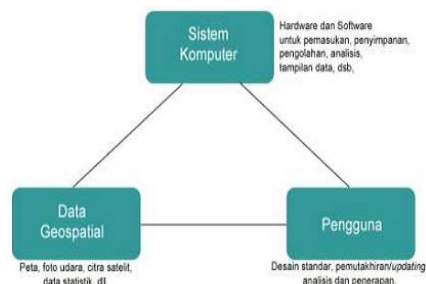 Sistem
Komputer
Hardware dan Software
untuk pemasukan, penyimpanan,
pengolahan, analisis,
tampilan data, dsb,
Data
Geospatial
Peta, foto udara, citra satelit,
data statistik, dll
Pengguna
Desain standar, pemutakhiran/updating
analisis dan penerapan.